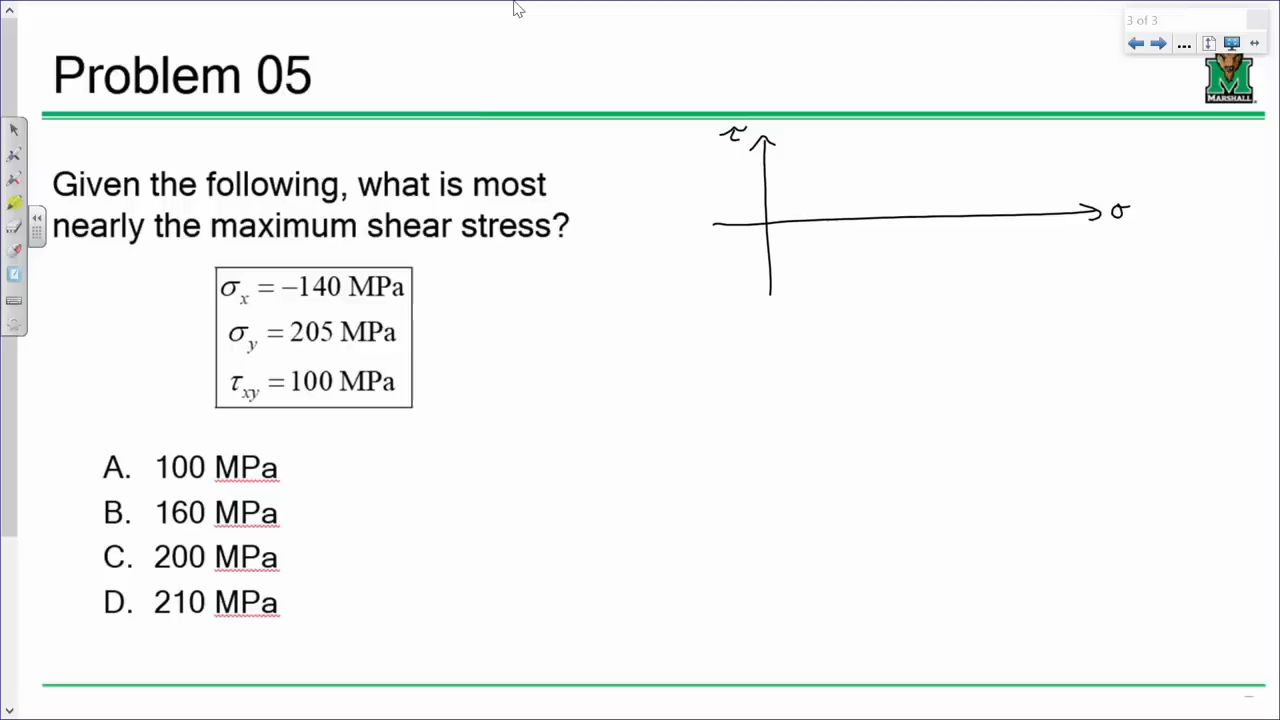 3 of 3
Problem 05
MARSHALL
τ
σ
Given the following, what is most
nearly the maximum shear stress?
σx = –140 MPa
σy = 205 MPa
τxy = 100 MPa
A. 100 MPa
B. 160 MPa
C. 200 MPa
D. 210 MPa